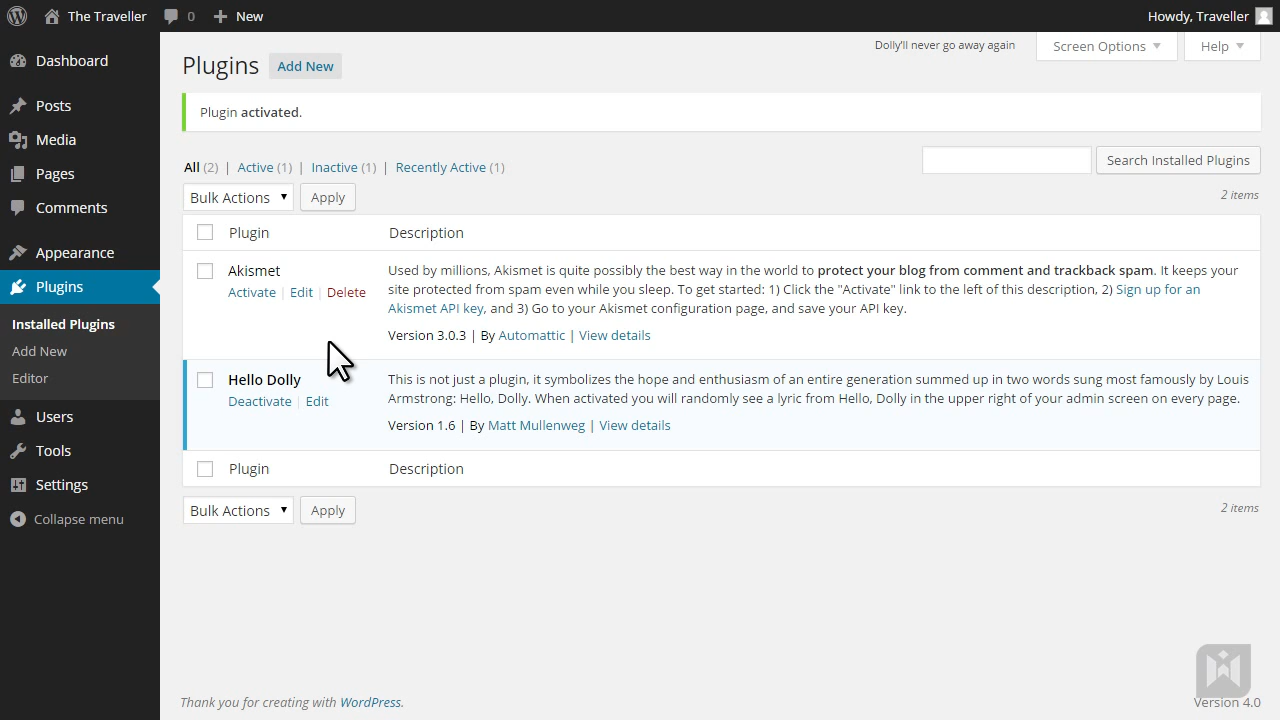 The Traveller 0 New Howdy, Traveller
Dashboard
Posts
Media
Pages
Comments
Appearance
Plugins
Installed Plugins
Add New
Editor
Users
Tools
Settings
Collapse menu
Dolly'll never go away again Screen Options Help
Plugins Add New
Plugin activated.
All (2) | Active (1) | Inactive (1) | Recently Active (1) Search Installed Plugins
Bulk Actions Apply 2 items
Plugin Description
Akismet
Activate | Edit | Delete
Used by millions, Akismet is quite possibly the best way in the world to protect your blog from comment and trackback spam. It keeps your
site protected from spam even while you sleep. To get started: 1) Click the "Activate" link to the left of this description, 2) Sign up for an
Akismet API key, and 3) Go to your Akismet configuration page, and save your API key.
Version 3.0.3 | By Automattic | View details
Hello Dolly
Deactivate | Edit
This is not just a plugin, it symbolizes the hope and enthusiasm of an entire generation summed up in two words sung most famously by Louis
Armstrong: Hello, Dolly. When activated you will randomly see a lyric from Hello, Dolly in the upper right of your admin screen on every page.
Version 1.6 | By Matt Mullenweg | View details
Plugin Description
Bulk Actions Apply 2 items
Thank you for creating with WordPress. Version 4.0